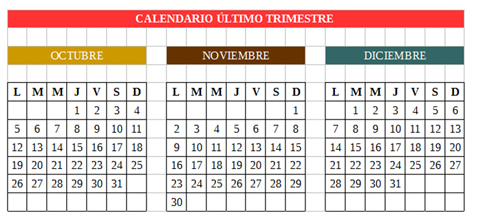 CALENDARIO ÚLTIMO TRIMESTRE
OCTUBRE NOVIEMBRE DICIEMBRE
L M M J V S D L M M J V S D L M M J V S D
1 2 3 4 1 1 2 3 4 5 6
5 6 7 8 9 10 11 2 3 4 5 6 7 8 7 8 9 10 11 12 13
12 13 14 15 16 17 18 9 10 11 12 13 14 15 14 15 16 17 18 19 20
19 20 21 22 23 24 25 16 17 18 19 20 21 22 21 22 23 24 25 26 27
26 27 28 29 30 31 23 24 25 26 27 28 29 28 29 30 31
30